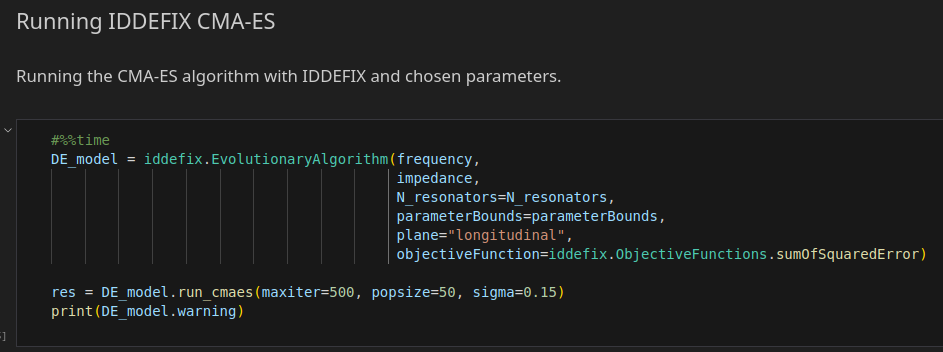 Running IDDEFIX CMA-ES
Running the CMA-ES algorithm with IDDEFIX and chosen parameters.
#%%time
DE_model = iddefix.EvolutionaryAlgorithm(frequency,
impedance,
N_resonators=N_resonators,
parameterBounds=parameterBounds,
plane="longitudinal",
objectiveFunction=iddefix.ObjectiveFunctions.sumOfSquaredError)
res = DE_model.run_cmaes(maxiter=500, popsize=50, sigma=0.15)
print(DE_model.warning)